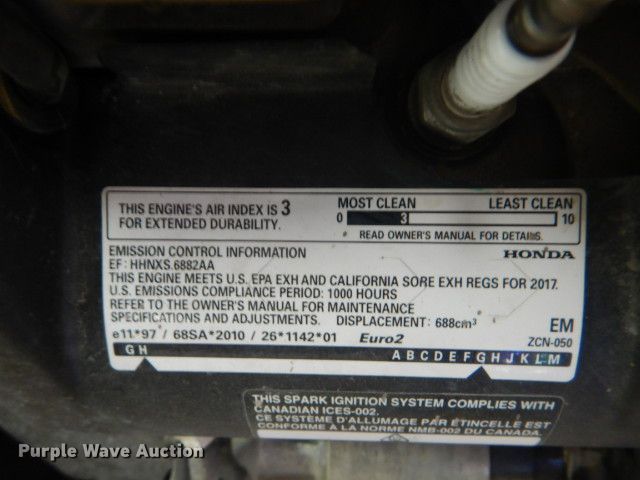 THIS ENGINE'S AIR INDEX IS 3
FOR EXTENDED DURABILITY.
MOST CLEAN LEAST CLEAN
0 3 10
READ OWNER'S MANUAL FOR DETAILS.
EMISSION CONTROL INFORMATION HONDA
EF: HHNXS.6882AA
THIS ENGINE MEETS U.S. EPA EXH AND CALIFORNIA SORE EXH REGS FOR 2017.
U.S. EMISSIONS COMPLIANCE PERIOD: 1000 HOURS
REFER TO THE OWNER'S MANUAL FOR MAINTENANCE
SPECIFICATIONS AND ADJUSTMENTS. DISPLACEMENT: 688cm³ EM
e11*97 / 68SA*2010 / 26*1142*01 Euro2 ZCN-050
G H A B C D E F G H J K L M
THIS SPARK IGNITION SYSTEM COMPLIES WITH
CANADIAN ICES-002.
CE SYSTÈME D'ALLUMAGE PAR ÉTINCELLE EST
CONFORME A LA NORME NMB-002 DU CANADA.
Purple Wave Auction